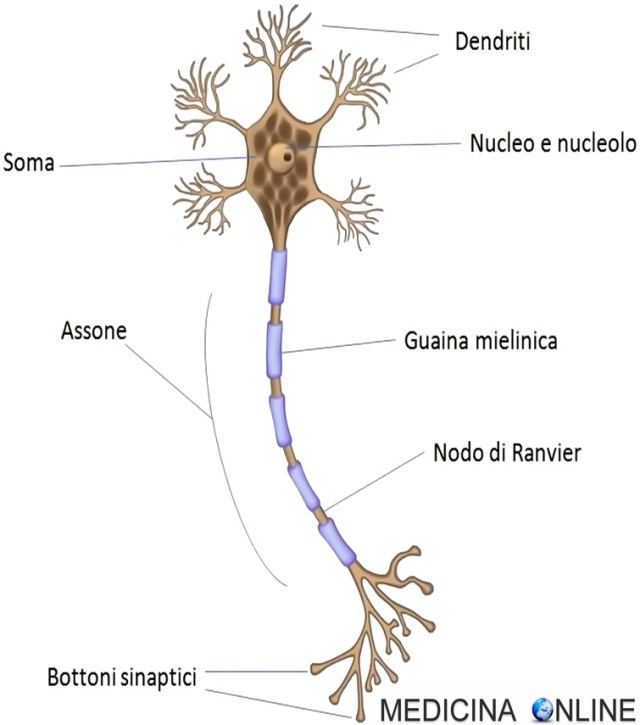 Dendriti
Nucleo e nucleolo
Soma
Assone
Guaina mielinica
Nodo di Ranvier
Bottoni sinaptici
MEDICINA ONLINE